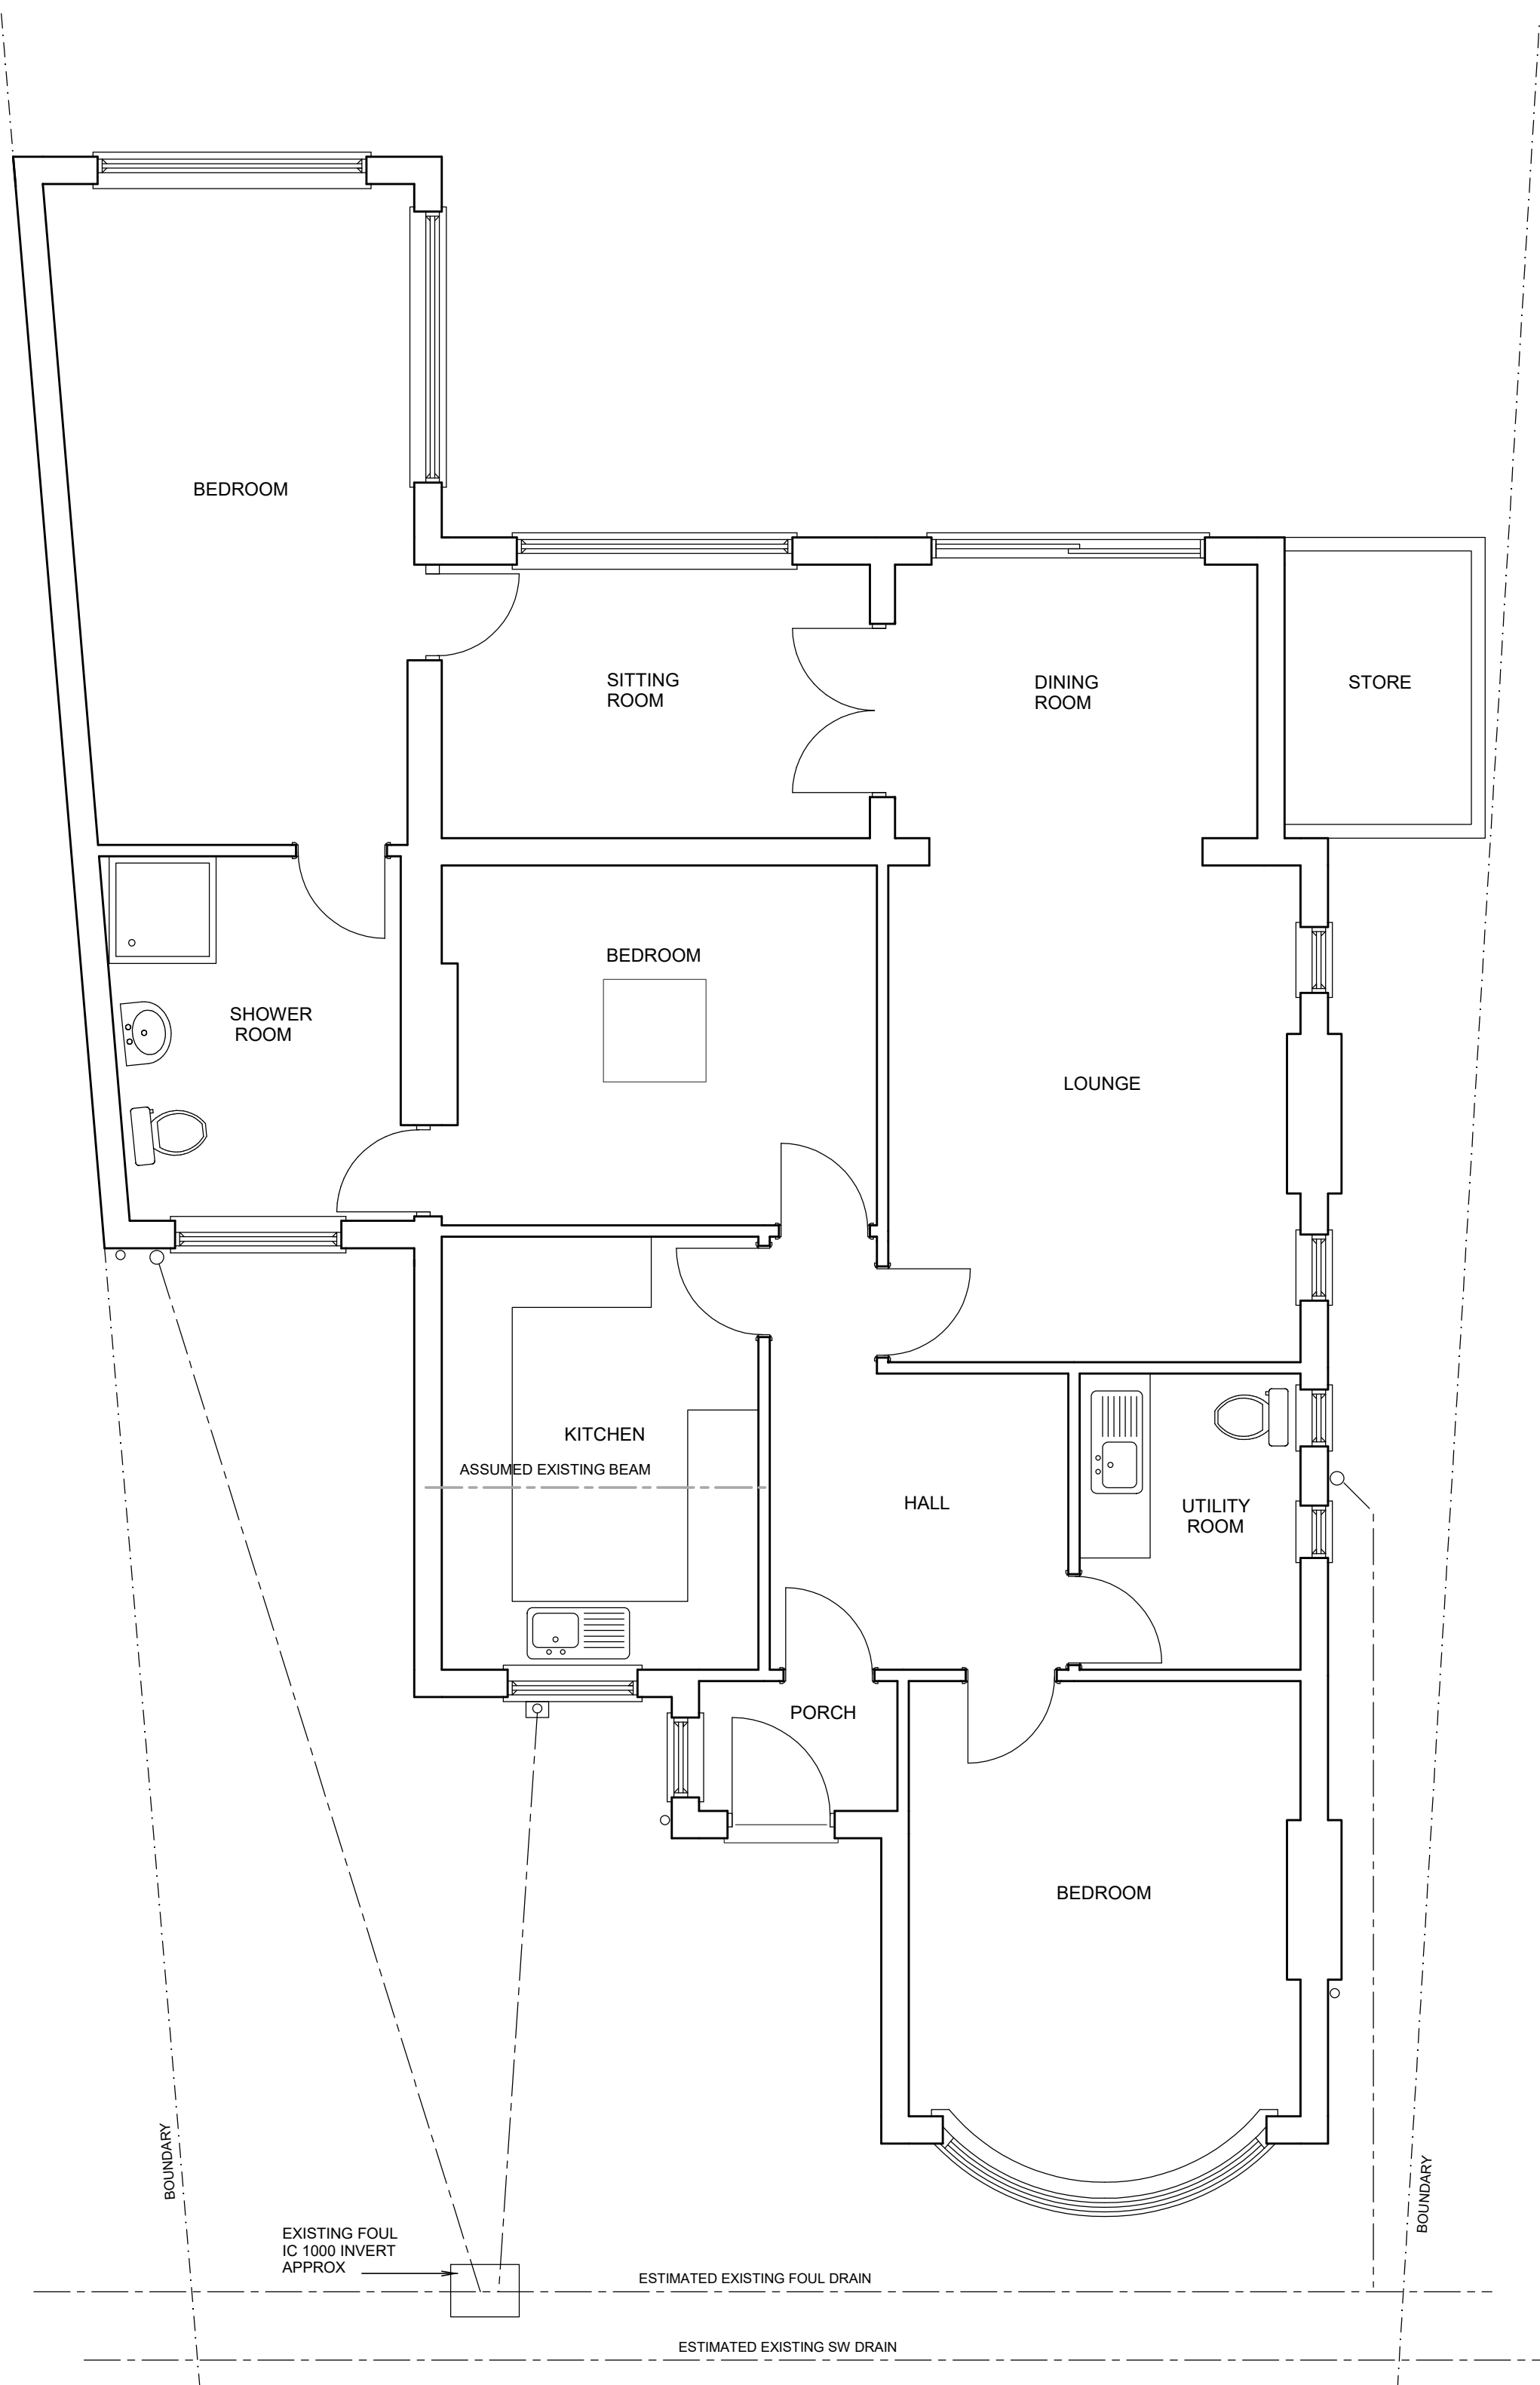 BEDROOM
SITTING
ROOM
DINING
ROOM
STORE
BEDROOM
SHOWER
ROOM
LOUNGE
KITCHEN
ASSUMED EXISTING BEAM
HALL
UTILITY
ROOM
PORCH
BEDROOM
BOUNDARY
BOUNDARY
EXISTING FOUL
IC 1000 INVERT
APPROX
ESTIMATED EXISTING FOUL DRAIN
ESTIMATED EXISTING SW DRAIN